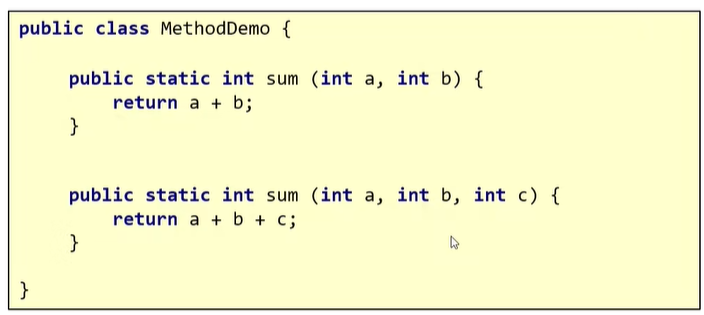 public class MethodDemo {
public static int sum (int a, int b) {
return a + b;
}
public static int sum (int a, int b, int c) {
return a + b + c;
}
}